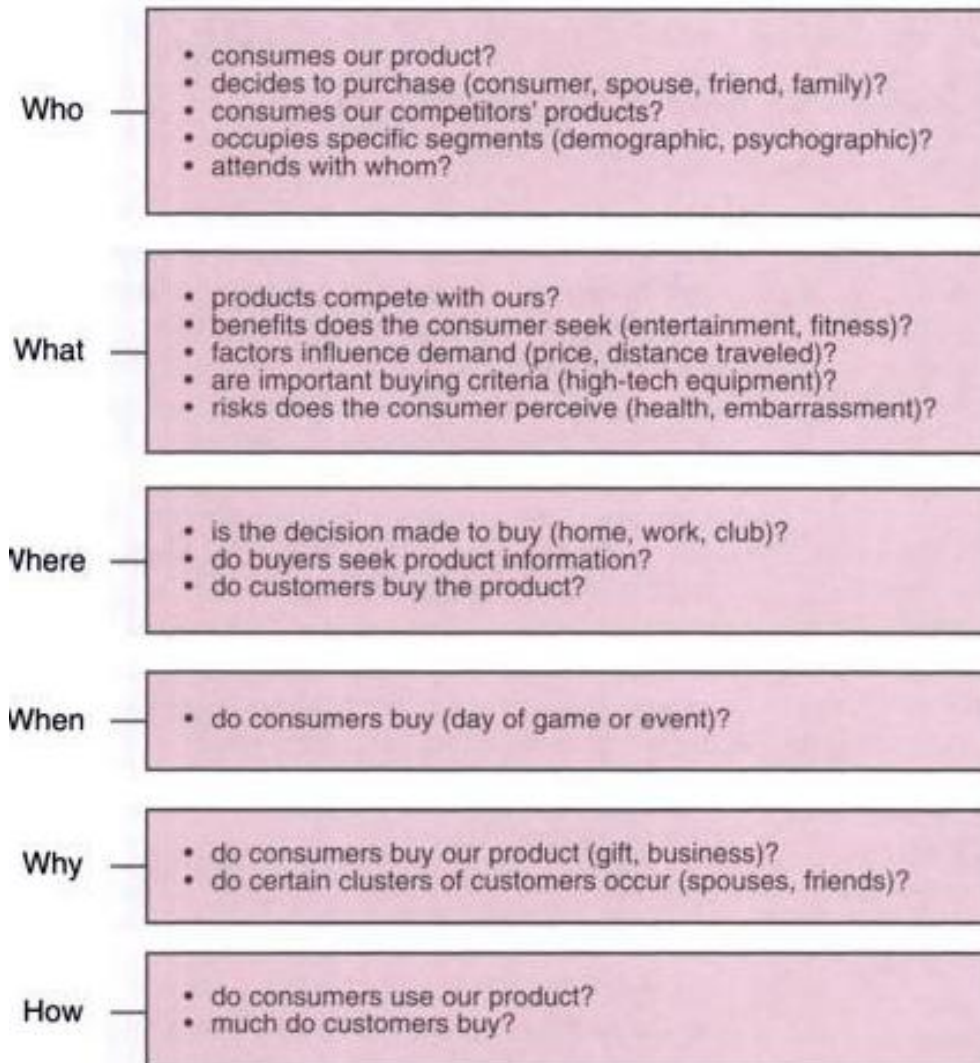 Who
• consumes our product?
• decides to purchase (consumer, spouse, friend, family)?
• consumes our competitors' products?
• occupies specific segments (demographic, psychographic)?
• attends with whom?
What
• products compete with ours?
• benefits does the consumer seek (entertainment, fitness)?
• factors influence demand (price, distance traveled)?
• are important buying criteria (high-tech equipment)?
• risks does the consumer perceive (health, embarrassment)?
Where
• is the decision made to buy (home, work, club)?
• do buyers seek product information?
• do customers buy the product?
When
• do consumers buy (day of game or event)?
Why
• do consumers buy our product (gift, business)?
• do certain clusters of customers occur (spouses, friends)?
How
• do consumers use our product?
• much do customers buy?